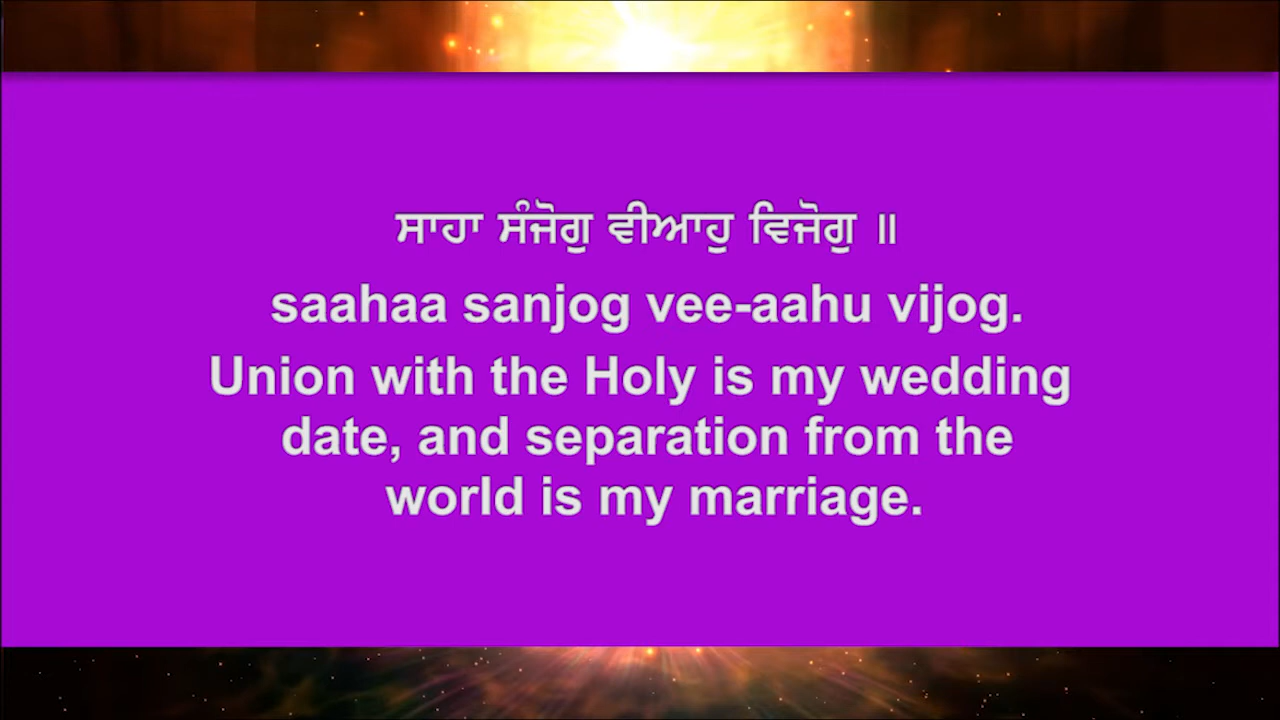 ਸਾਹਾ ਸੰਜੋਗੁ ਵੀਆਹੁ ਵਿਜੋਗੁ ॥
saahaa sanjog vee-aahu vijog.
Union with the Holy is my wedding
date, and separation from the
world is my marriage.